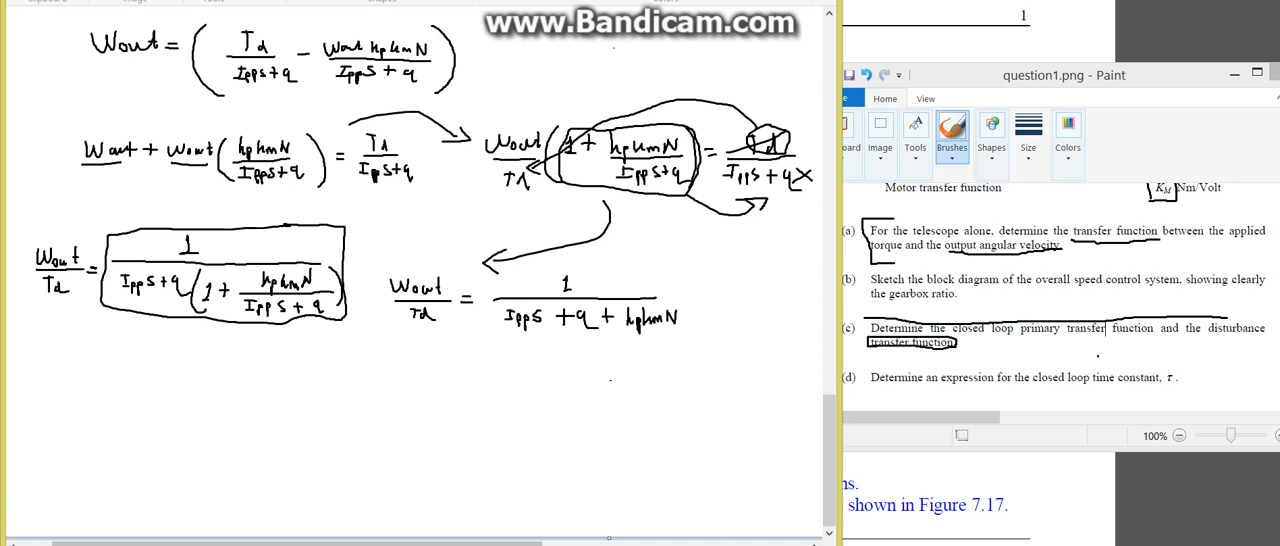 www.Bandicam.com
1
Wout = ( Td / Ipps+q − Wout kpkmN / Ipps + q )
Wout + Wout ( kpkmN / Ipps+q ) = Td / Ips+q
Wout / Td ( 1 + kpkmN / Ipps+q ) = Td / Ipps + q
Wout / Td = 1 / Ipps+q ( 1 + kpkmN / Ipps + q )
Wout / Td = 1 / Ipps + q + kpkmN
question1.png - Paint
Home View
Image Tools Brushes Shapes Size Colors
Motor transfer function K_M Nm/Volt
(a) For the telescope alone, determine the transfer function between the applied
torque and the output angular velocity.
(b) Sketch the block diagram of the overall speed control system, showing clearly
the gearbox ratio.
(c) Determine the closed loop primary transfer function and the disturbance
transfer function
(d) Determine an expression for the closed loop time constant, τ .
100%
ns.
shown in Figure 7.17.